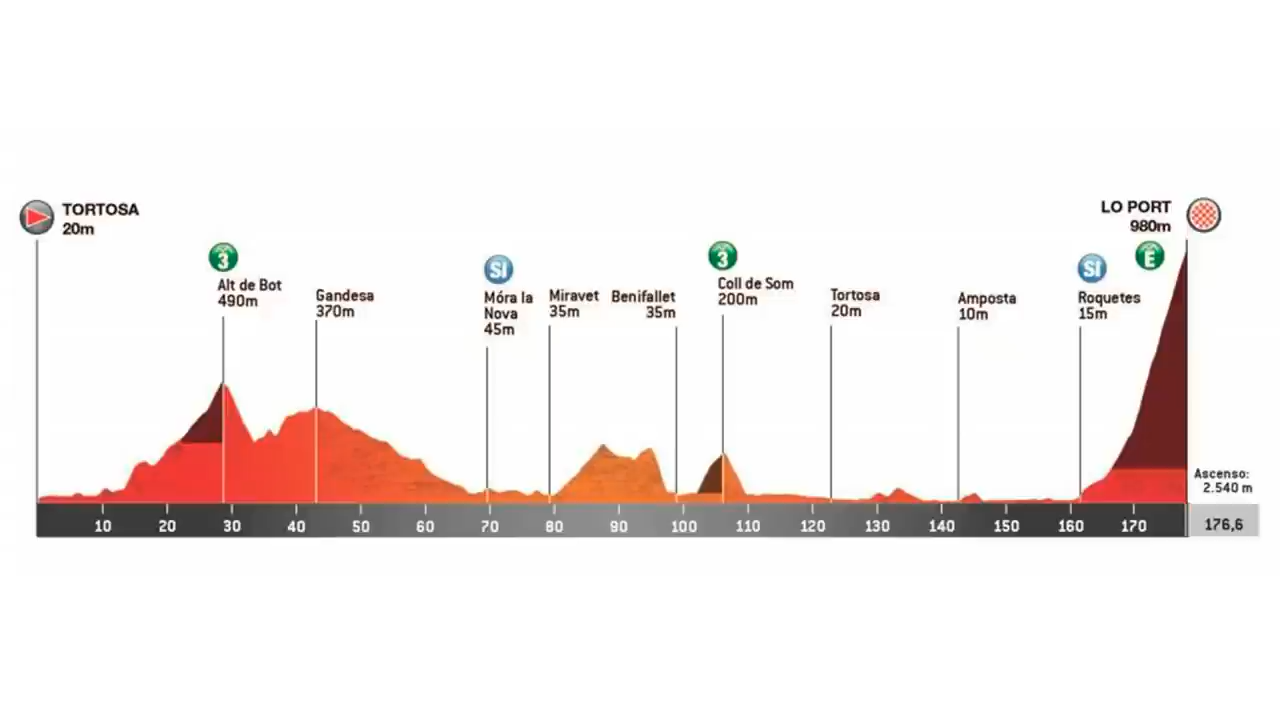 TORTOSA
20m
3
Alt de Bot
490m
Gandesa
370m
SI
Móra la
Nova
45m
Miravet
35m
Benifallet
35m
3
Coll de Som
200m
Tortosa
20m
Amposta
10m
SI
Roquetes
15m
LO PORT
980m
E
Ascenso:
2.540 m
10 20 30 40 50 60 70 80 90 100 110 120 130 140 150 160 170 176,6